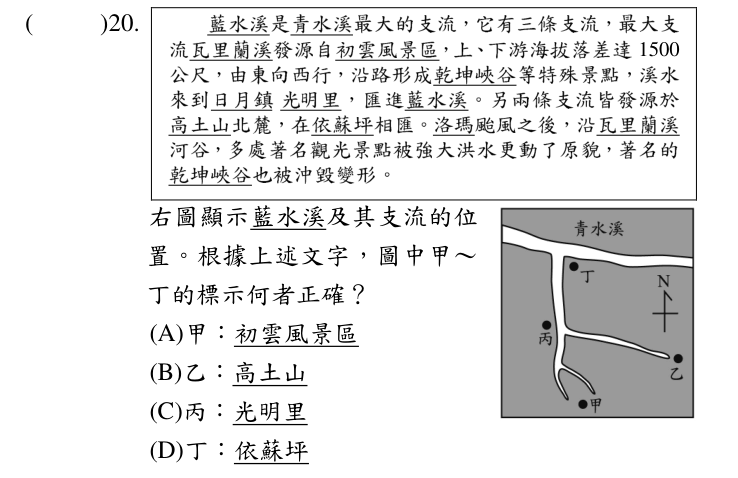 (　　)20.
藍水溪是青水溪最大的支流，它有三條支流，最大支
流瓦里蘭溪發源自初雲風景區，上、下游海拔落差達 1500
公尺，由東向西行，沿路形成乾坤峽谷等特殊景點，溪水
來到日月鎮 光明里，匯進藍水溪。另兩條支流皆發源於
高土山北麓，在依蘇坪相匯。洛瑪颱風之後，沿瓦里蘭溪
河谷，多處著名觀光景點被強大洪水更動了原貌，著名的
乾坤峽谷也被沖毀變形。
右圖顯示藍水溪及其支流的位
置。根據上述文字，圖中甲～
丁的標示何者正確？
(A)甲：初雲風景區
(B)乙：高土山
(C)丙：光明里
(D)丁：依蘇坪
青水溪
丁
N
丙
乙
甲